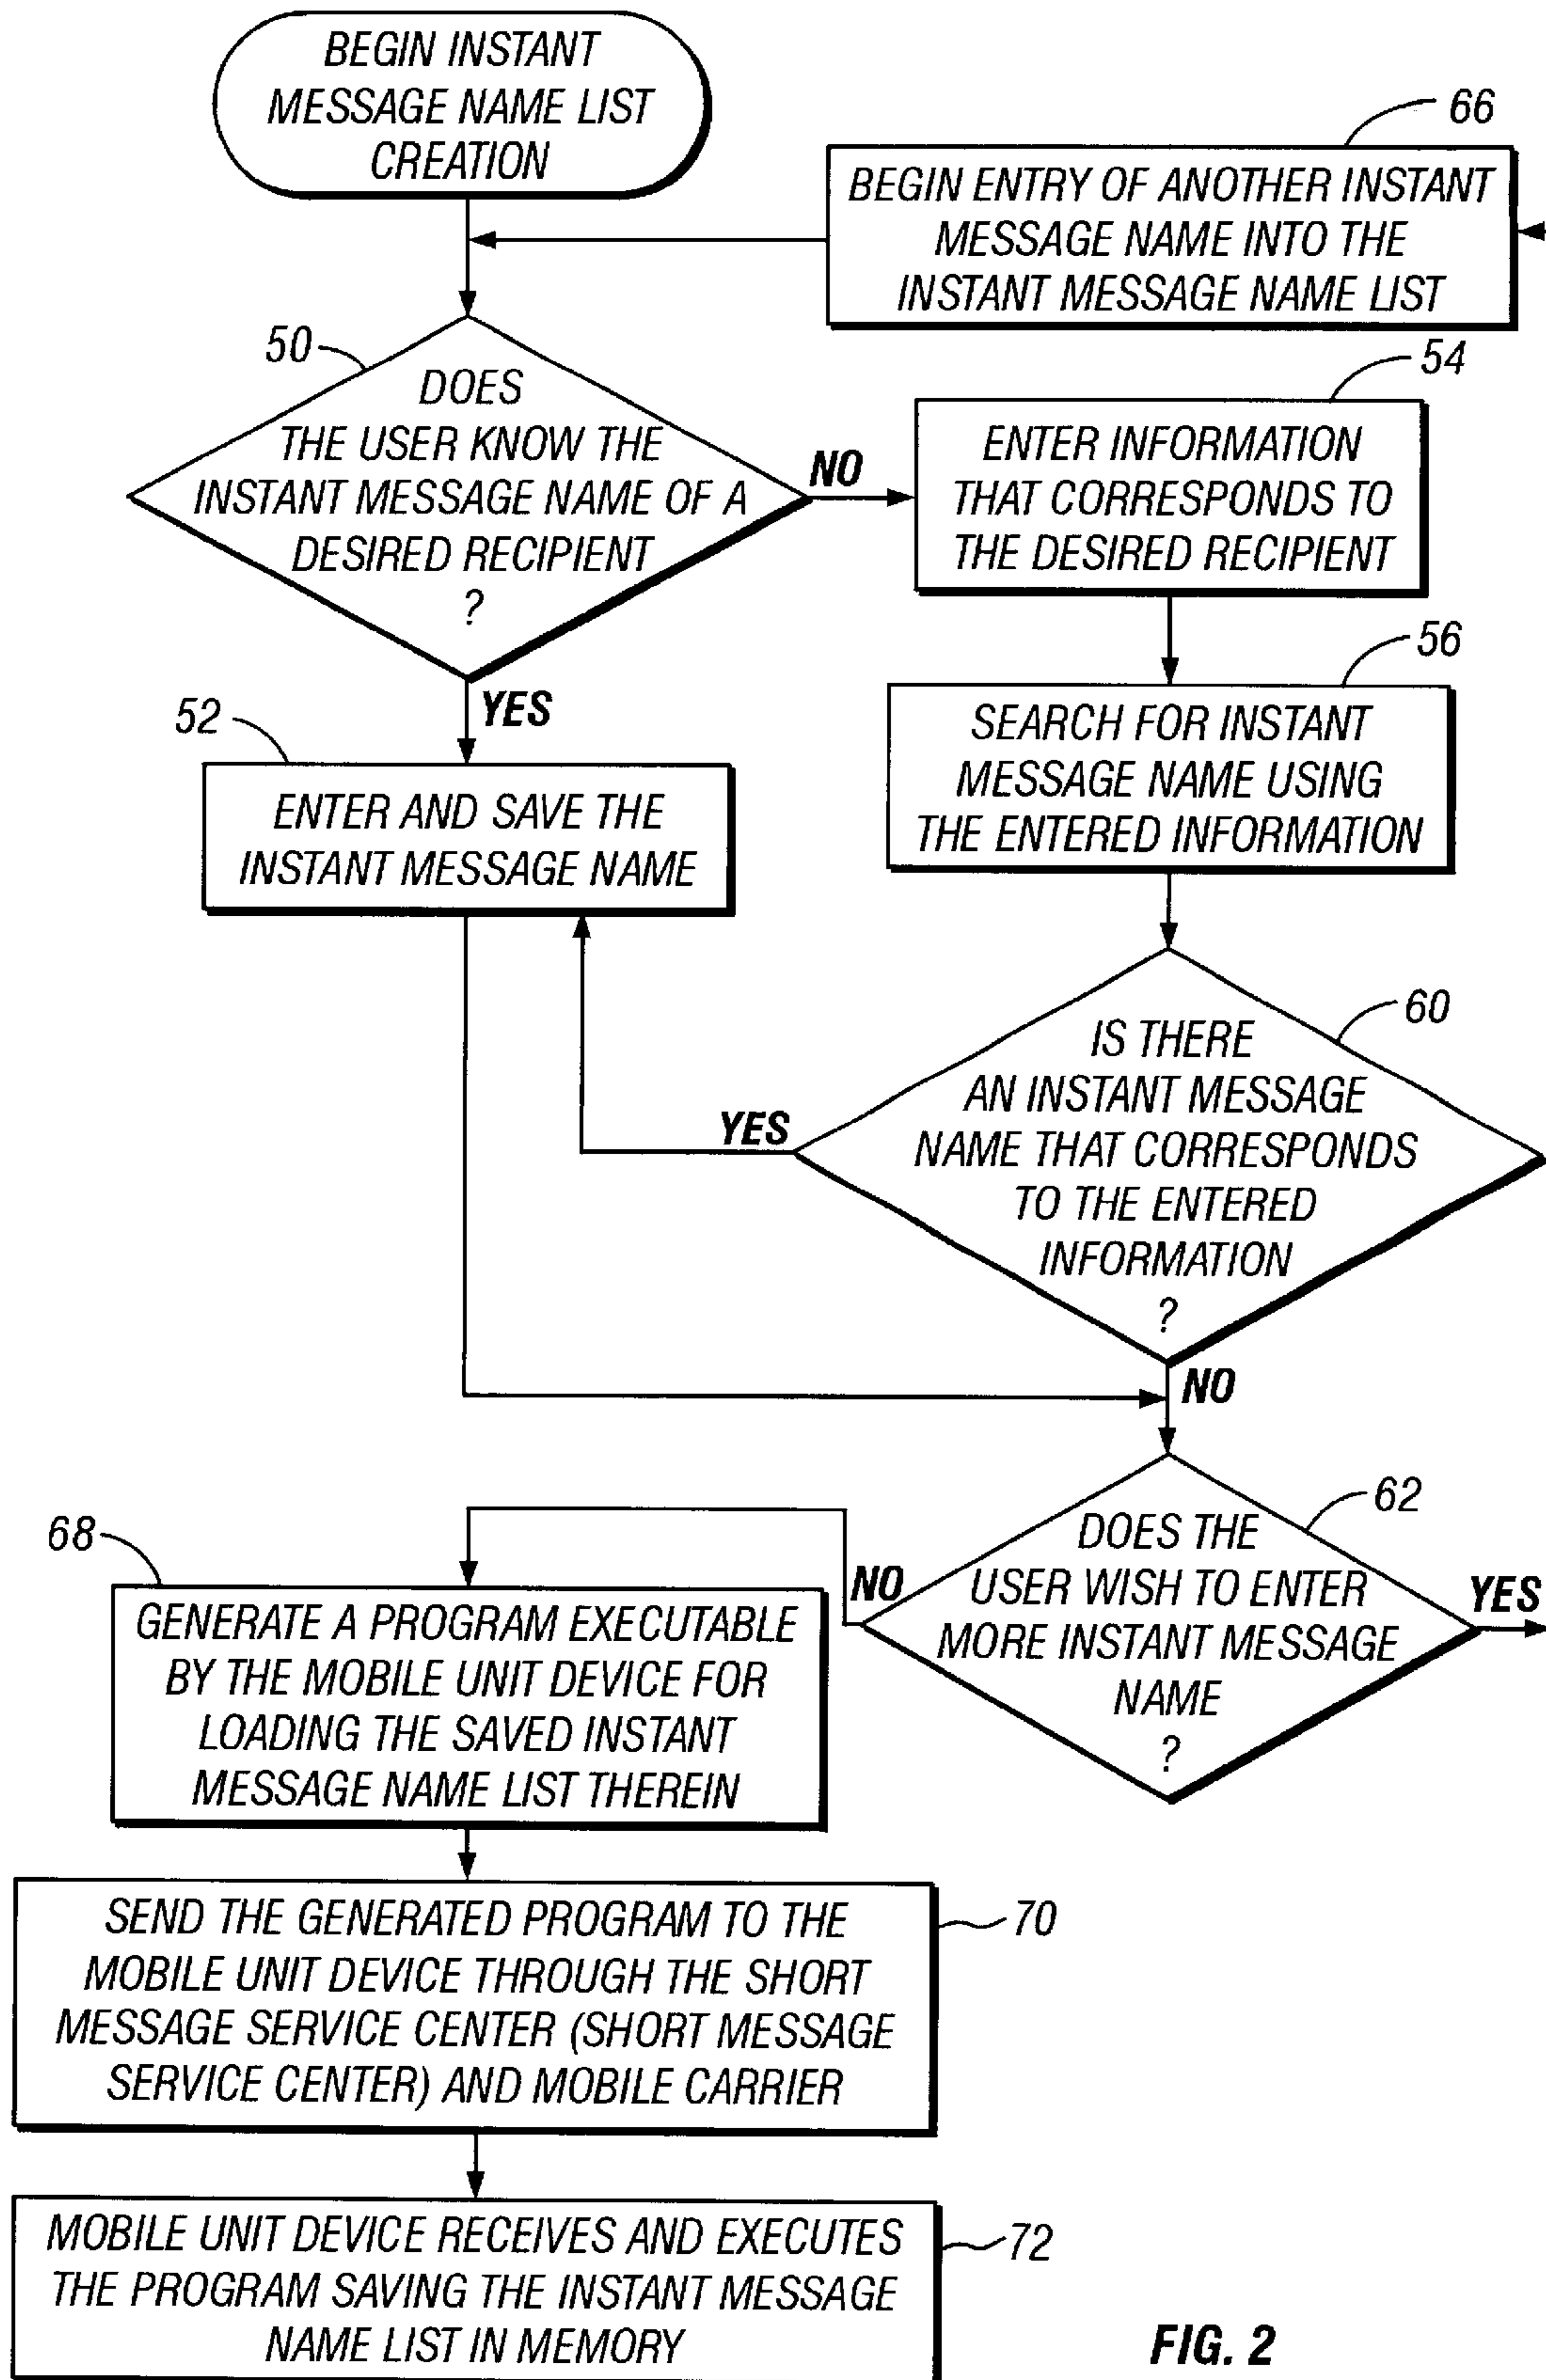 BEGIN INSTANT
MESSAGE NAME LIST
CREATION
66
BEGIN ENTRY OF ANOTHER INSTANT
MESSAGE NAME INTO THE
INSTANT MESSAGE NAME LIST
50
DOES
THE USER KNOW THE
INSTANT MESSAGE NAME OF A
DESIRED RECIPIENT
?
NO
54
ENTER INFORMATION
THAT CORRESPONDS TO
THE DESIRED RECIPIENT
YES
52
ENTER AND SAVE THE
INSTANT MESSAGE NAME
56
SEARCH FOR INSTANT
MESSAGE NAME USING
THE ENTERED INFORMATION
60
IS THERE
AN INSTANT MESSAGE
NAME THAT CORRESPONDS
TO THE ENTERED
INFORMATION
?
YES
NO
62
DOES THE
USER WISH TO ENTER
MORE INSTANT MESSAGE
NAME
?
NO
YES
68
GENERATE A PROGRAM EXECUTABLE
BY THE MOBILE UNIT DEVICE FOR
LOADING THE SAVED INSTANT
MESSAGE NAME LIST THEREIN
SEND THE GENERATED PROGRAM TO THE
MOBILE UNIT DEVICE THROUGH THE SHORT
MESSAGE SERVICE CENTER (SHORT MESSAGE
SERVICE CENTER) AND MOBILE CARRIER
70
MOBILE UNIT DEVICE RECEIVES AND EXECUTES
THE PROGRAM SAVING THE INSTANT MESSAGE
NAME LIST IN MEMORY
72
FIG. 2